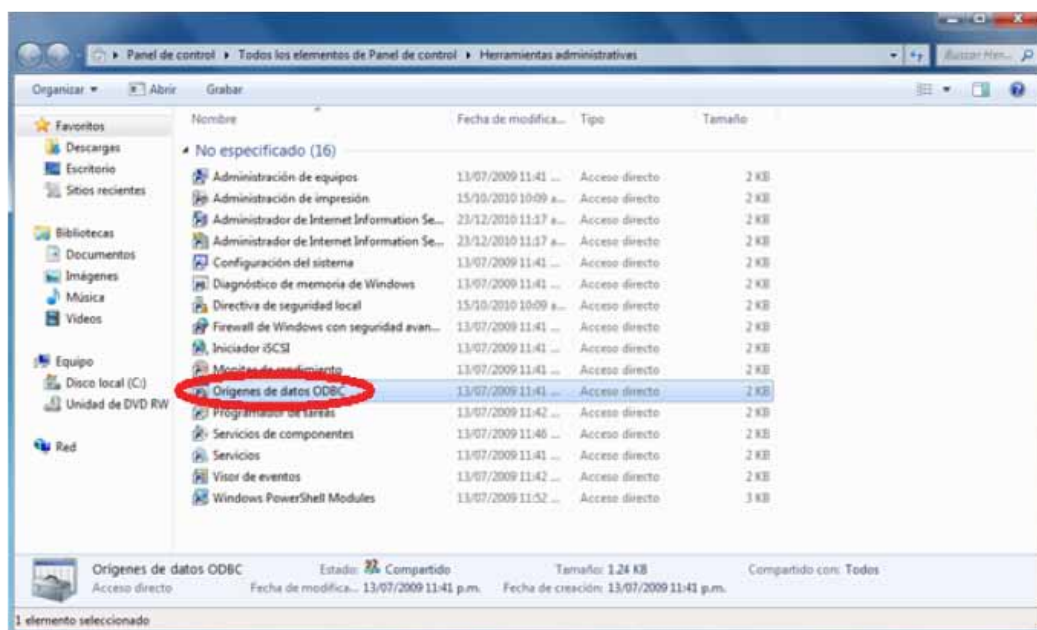 Panel de control ▸ Todos los elementos de Panel de control ▸ Herramientas administrativas
Buscar Her...
Organizar Abrir Grabar
Nombre Fecha de modifica... Tipo Tamaño
Favoritos
Descargas
Escritorio
Sitios recientes
Bibliotecas
Documentos
Imágenes
Música
Videos
Equipo
Disco local (C:)
Unidad de DVD RW
Red
No especificado (16)
Administración de equipos 13/07/2009 11:41 ... Acceso directo 2 KB
Administración de impresión 15/10/2010 10:09 a... Acceso directo 2 KB
Administrador de Internet Information Se... 23/12/2010 11:17 a... Acceso directo 2 KB
Administrador de Internet Information Se... 23/12/2010 11:17 a... Acceso directo 2 KB
Configuración del sistema 13/07/2009 11:41 ... Acceso directo 2 KB
Diagnóstico de memoria de Windows 13/07/2009 11:41 ... Acceso directo 2 KB
Directiva de seguridad local 15/10/2010 10:09 a... Acceso directo 2 KB
Firewall de Windows con seguridad avan... 13/07/2009 11:41 ... Acceso directo 2 KB
Iniciador iSCSI 13/07/2009 11:41 ... Acceso directo 2 KB
Monitor de rendimiento 13/07/2009 11:41 ... Acceso directo 2 KB
Orígenes de datos ODBC 13/07/2009 11:41 ... Acceso directo 2 KB
Programador de tareas 13/07/2009 11:42 ... Acceso directo 2 KB
Servicios de componentes 13/07/2009 11:46 ... Acceso directo 2 KB
Servicios 13/07/2009 11:41 ... Acceso directo 2 KB
Visor de eventos 13/07/2009 11:42 ... Acceso directo 2 KB
Windows PowerShell Modules 13/07/2009 11:52 ... Acceso directo 3 KB
Orígenes de datos ODBC Estado: Compartido Tamaño: 1.24 KB Compartido con: Todos
Acceso directo Fecha de modifica... 13/07/2009 11:41 p.m. Fecha de creación: 13/07/2009 11:41 p.m.
1 elemento seleccionado